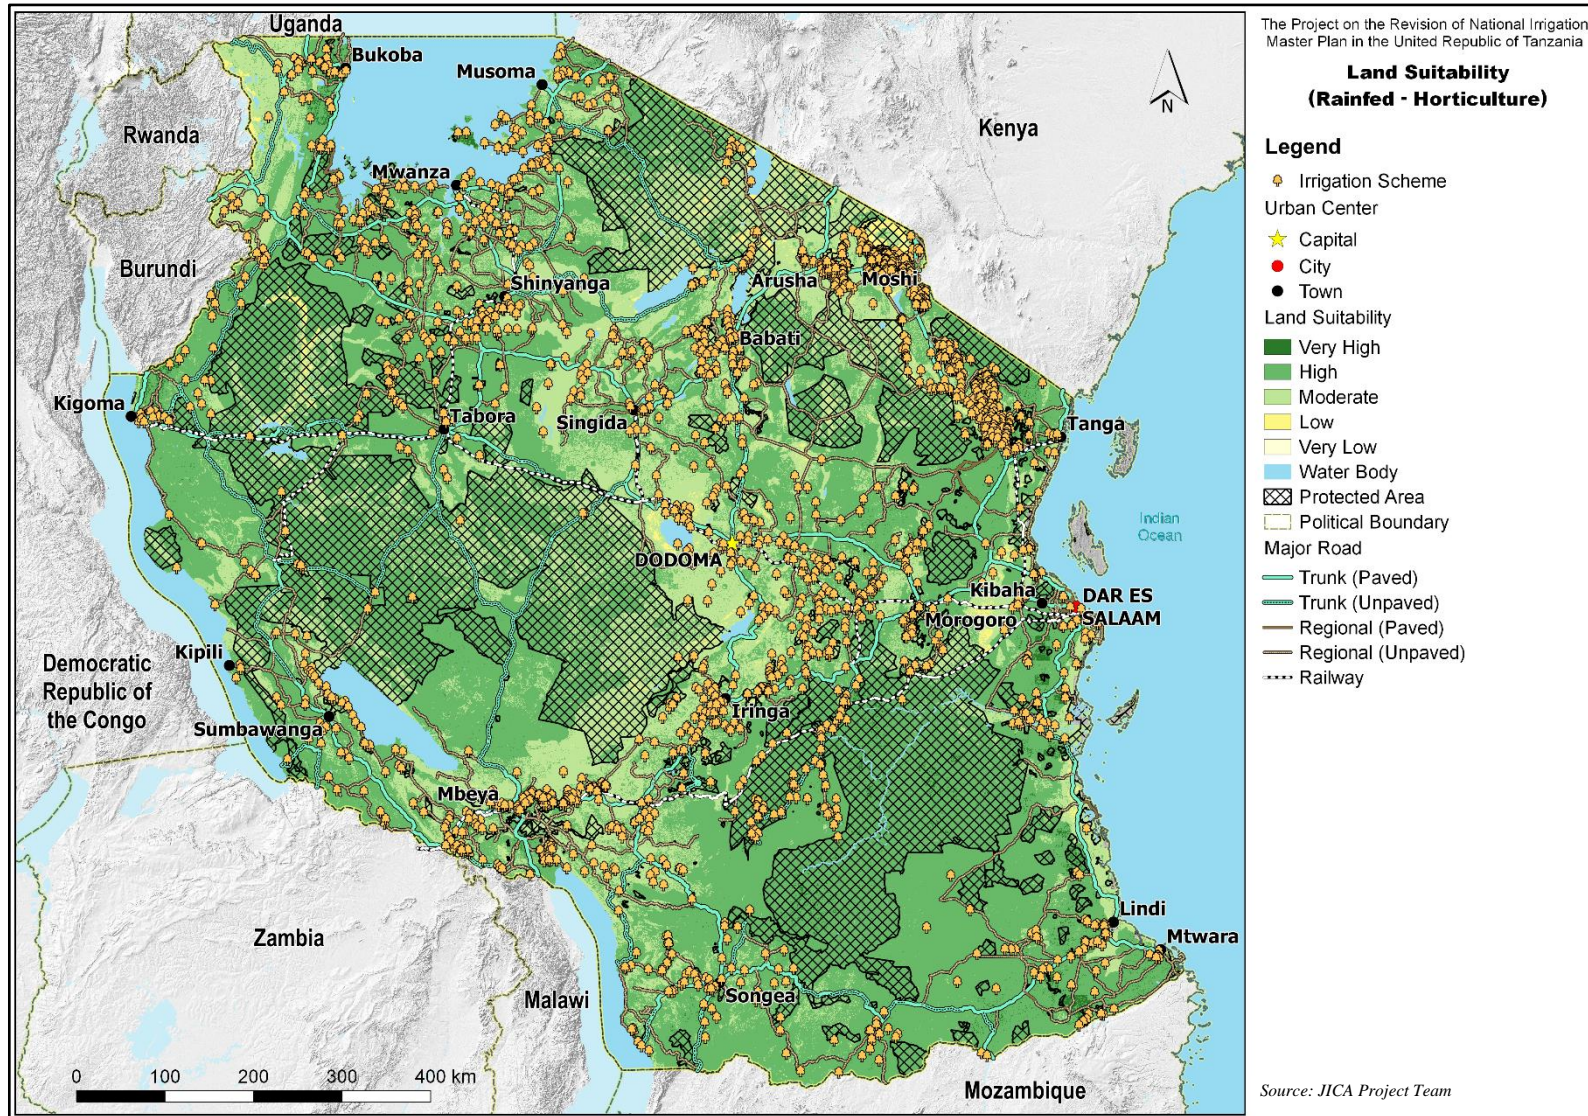 The Project on the Revision of National Irrigation
Master Plan in the United Republic of Tanzania
Land Suitability
(Rainfed - Horticulture)
Legend
Irrigation Scheme
Urban Center
Capital
City
Town
Land Suitability
Very High
High
Moderate
Low
Very Low
Water Body
Protected Area
Political Boundary
Major Road
Trunk (Paved)
Trunk (Unpaved)
Regional (Paved)
Regional (Unpaved)
Railway
Source: JICA Project Team
Uganda
Bukoba
Musoma
N
Kenya
Rwanda
Mwanza
Burundi
Shinyanga
Arusha
Moshi
Babati
Kigoma
Tabora
Singida
Tanga
Indian
Ocean
DODOMA
Kibaha
DAR ES
SALAAM
Morogoro
Kipili
Democratic
Republic of
the Congo
Sumbawanga
Iringa
Mbeya
Lindi
Mtwara
Zambia
Malawi
Songea
Mozambique
0 100 200 300 400 km